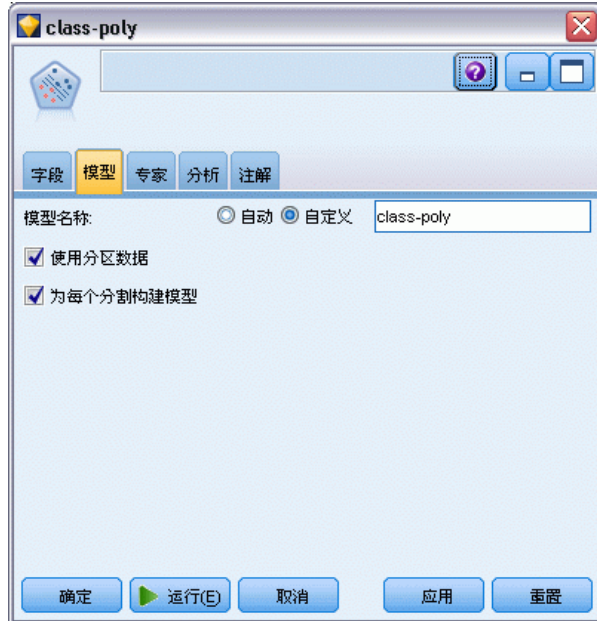 class-poly
字段 模型 专家 分析 注解
模型名称: 自动 自定义 class-poly
使用分区数据
为每个分割构建模型
确定 运行(E) 取消 应用 重置